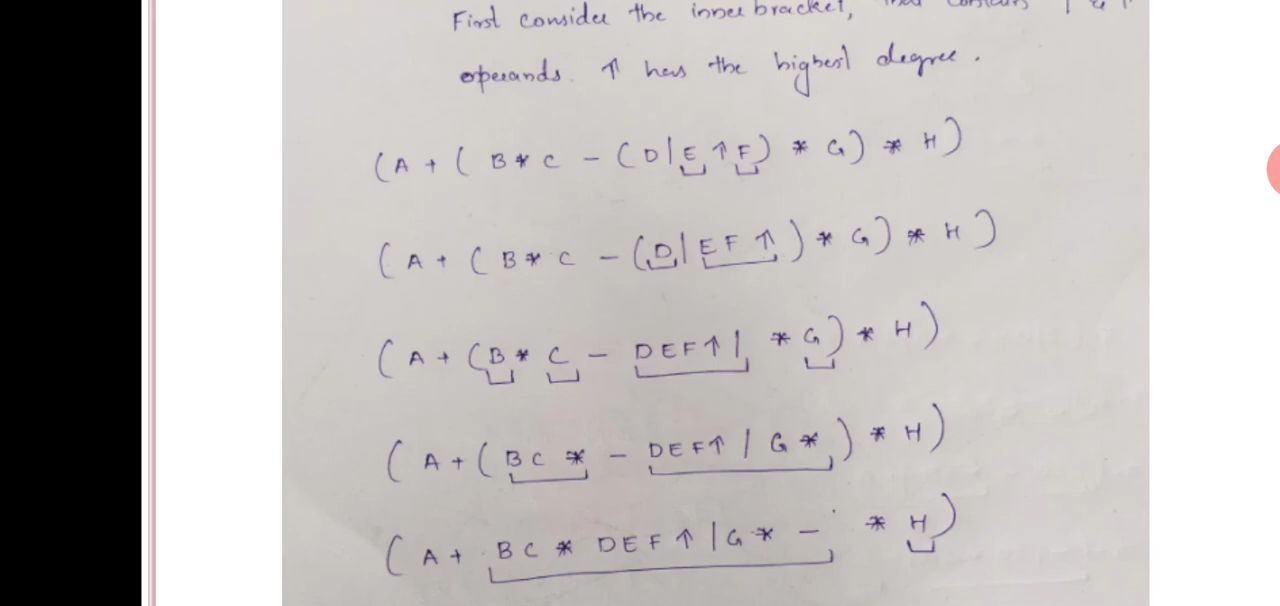 First consider the inner bracket,
operands. ↑ has the highest degree.
(A + ( B * C - ( D | E ↑ F ) * G) * H)
( A + ( B * C - ( D | E F ↑ ) * G) * H )
( A + ( B * C - D E F ↑ | * G) * H )
( A + ( B C * - D E F ↑ | G * ) * H )
( A + B C * D E F ↑ | G * - * H )